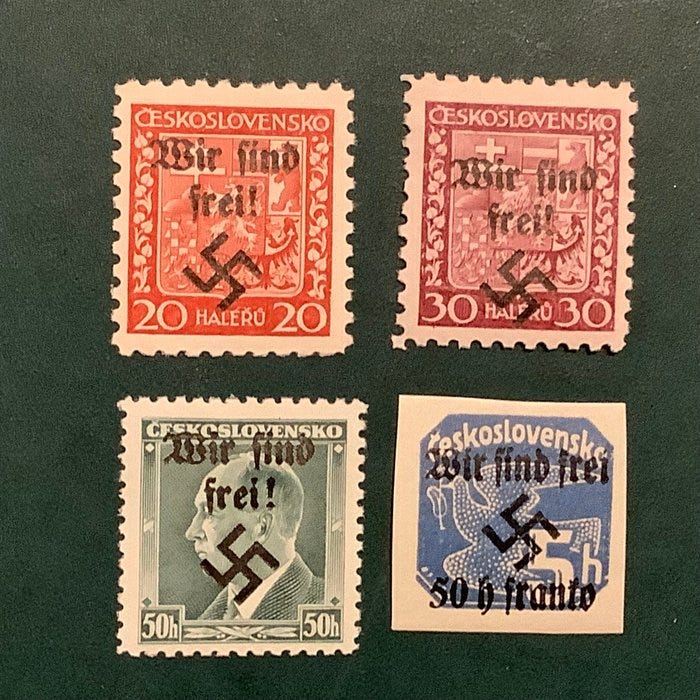 ČESKOSLOVENSKO
Wir sind
frei!
20 HALÉŘŮ 20
ČESKOSLOVENSKO
Wir sind
frei!
30 HALÉŘŮ 30
ČESKOSLOVENSKO
Wir sind
frei!
50h 50h
československo
Wir sind frei
5h
50 h franko